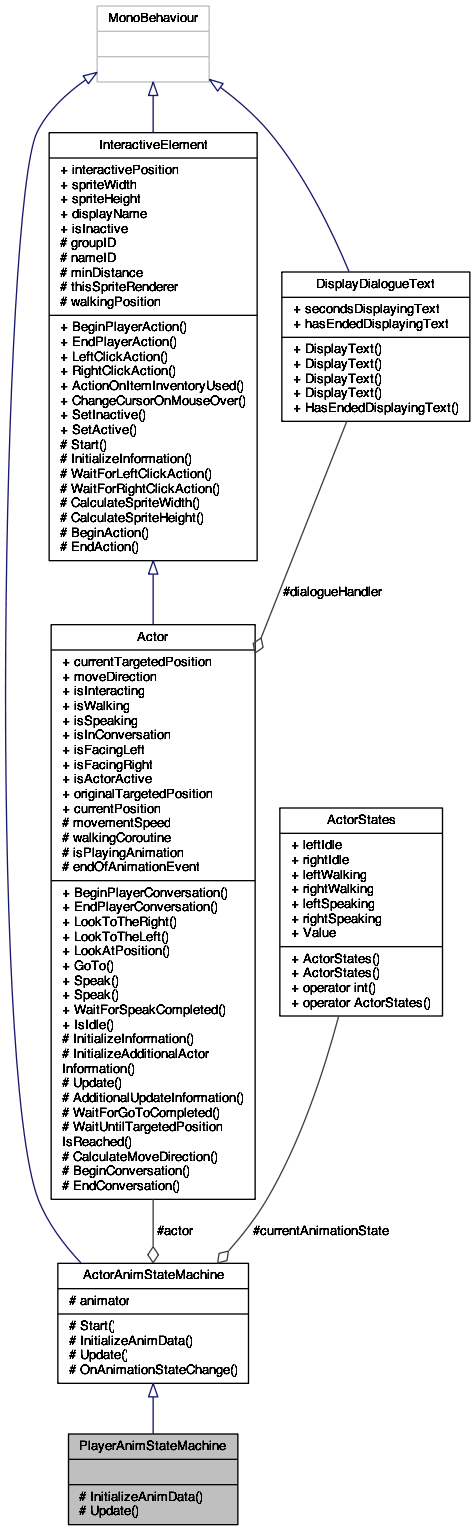 MonoBehaviour
InteractiveElement
+ interactivePosition
+ spriteWidth
+ spriteHeight
+ displayName
+ isInactive
# groupID
# nameID
# minDistance
# thisSpriteRenderer
# walkingPosition
+ BeginPlayerAction()
+ EndPlayerAction()
+ LeftClickAction()
+ RightClickAction()
+ ActionOnItemInventoryUsed()
+ ChangeCursorOnMouseOver()
+ SetInactive()
+ SetActive()
# Start()
# InitializeInformation()
# WaitForLeftClickAction()
# WaitForRightClickAction()
# CalculateSpriteWidth()
# CalculateSpriteHeight()
# BeginAction()
# EndAction()
DisplayDialogueText
+ secondsDisplayingText
+ hasEndedDisplayingText
+ DisplayText()
+ DisplayText()
+ DisplayText()
+ DisplayText()
+ HasEndedDisplayingText()
#dialogueHandler
Actor
+ currentTargetedPosition
+ moveDirection
+ isInteracting
+ isWalking
+ isSpeaking
+ isInConversation
+ isFacingLeft
+ isFacingRight
+ isActorActive
+ originalTargetedPosition
+ currentPosition
# movementSpeed
# walkingCoroutine
# isPlayingAnimation
# endOfAnimationEvent
+ BeginPlayerConversation()
+ EndPlayerConversation()
+ LookToTheRight()
+ LookToTheLeft()
+ LookAtPosition()
+ GoTo()
+ Speak()
+ Speak()
+ WaitForSpeakCompleted()
+ IsIdle()
# InitializeInformation()
# InitializeAdditionalActor
Information()
# Update()
# AdditionalUpdateInformation()
# WaitForGoToCompleted()
# WaitUntilTargetedPosition
IsReached()
# CalculateMoveDirection()
# BeginConversation()
# EndConversation()
ActorStates
+ leftIdle
+ rightIdle
+ leftWalking
+ rightWalking
+ leftSpeaking
+ rightSpeaking
+ Value
+ ActorStates()
+ ActorStates()
+ operator int()
+ operator ActorStates()
#actor
#currentAnimationState
ActorAnimStateMachine
# animator
# Start()
# InitializeAnimData()
# Update()
# OnAnimationStateChange()
PlayerAnimStateMachine
# InitializeAnimData()
# Update()